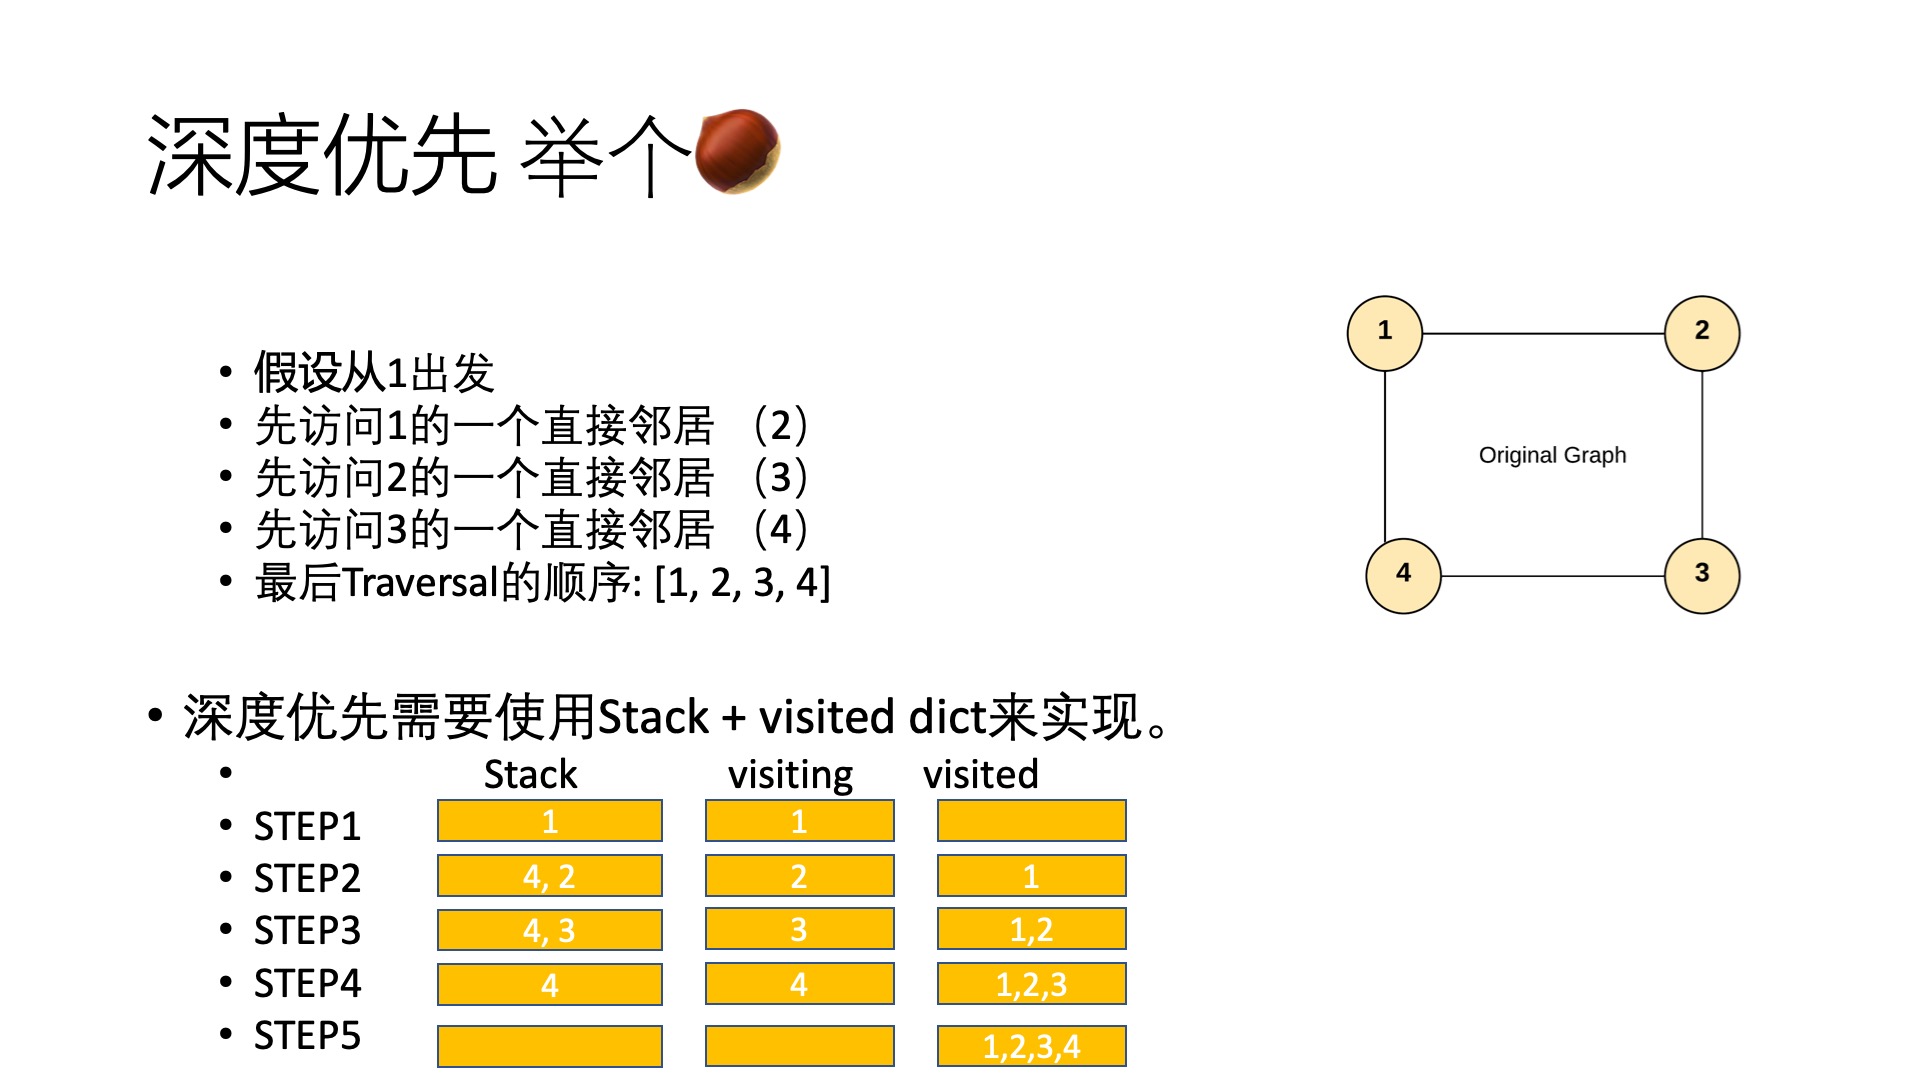 深度优先 举个🌰
• 假设从1出发
• 先访问1的一个直接邻居 （2）
• 先访问2的一个直接邻居 （3）
• 先访问3的一个直接邻居 （4）
• 最后Traversal的顺序: [1, 2, 3, 4]
1
2
Original Graph
4
3
• 深度优先需要使用Stack + visited dict来实现。
• Stack visiting visited
• STEP1 1 1
• STEP2 4, 2 2 1
• STEP3 4, 3 3 1,2
• STEP4 4 4 1,2,3
• STEP5 1,2,3,4